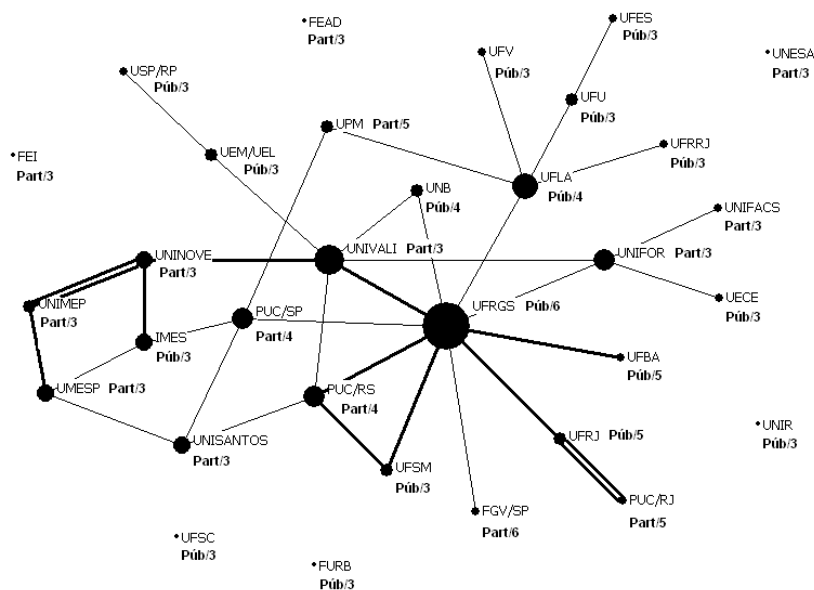 FEAD
Part/3
UFES
Púb/3
UFV
Púb/3
UNESA
Part/3
USP/RP
Púb/3
UFU
Púb/3
UPM Part/5
UFRRJ
Púb/3
FEI
Part/3
UEM/UEL
Púb/3
UFLA
Púb/4
UNB
Púb/4
UNIFACS
Part/3
UNINOVE
Part/3
UNIVALI Part/3
UNIFOR Part/3
UFRGS Púb/6
UECE
Púb/3
UNIMEP
Part/3
PUC/SP
Part/4
IMES
Púb/3
UFBA
Púb/5
UMESP Part/3
PUC/RS
Part/4
UNISANTOS
Part/3
UFRJ Púb/5
UNIR
Púb/3
UFSM
Púb/3
PUC/RJ
Part/5
FGV/SP
Part/6
UFSC
Púb/3
FURB
Púb/3